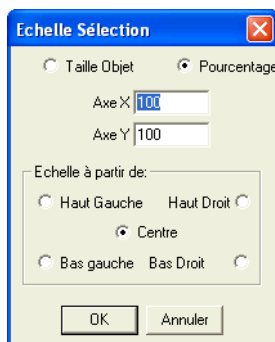 Echelle Sélection
Taille Objet Pourcentage
Axe X 100
Axe Y 100
Echelle à partir de:
Haut Gauche Haut Droit
Centre
Bas gauche Bas Droit
OK Annuler